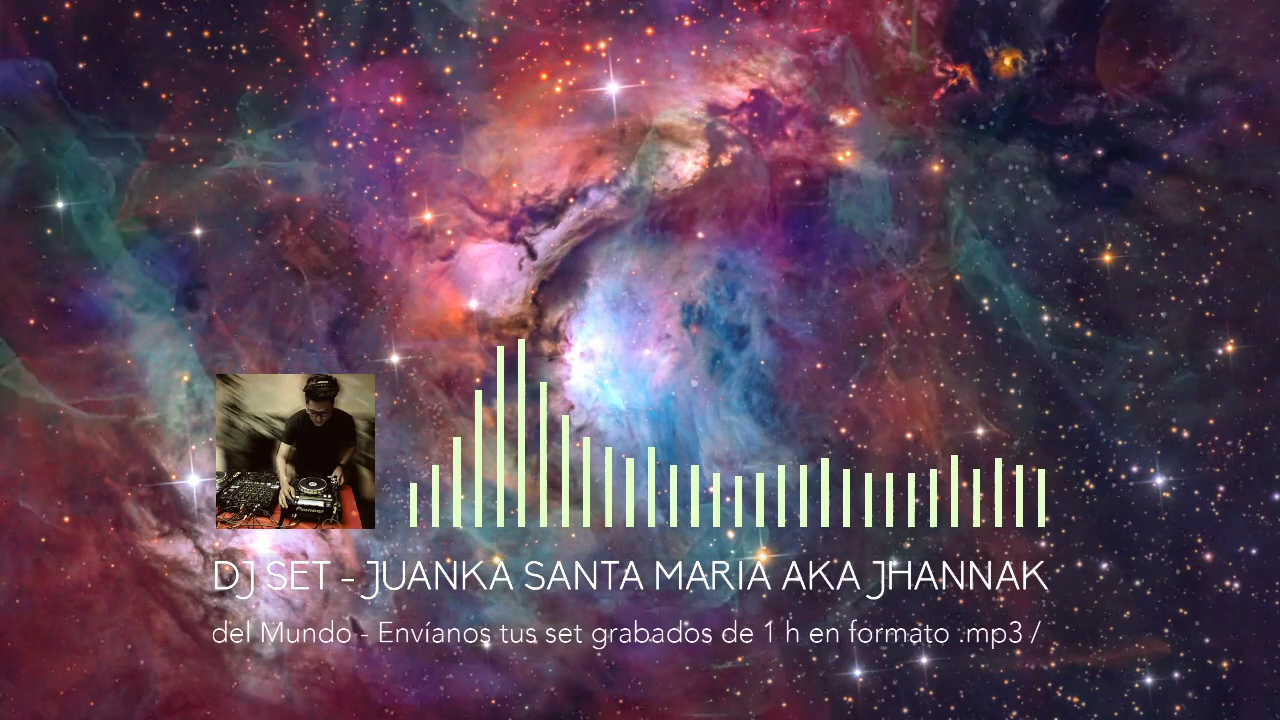 DJ SET - JUANKA SANTA MARIA AKA JHANNAK
del Mundo - Envíanos tus set grabados de 1 h en formato .mp3 /